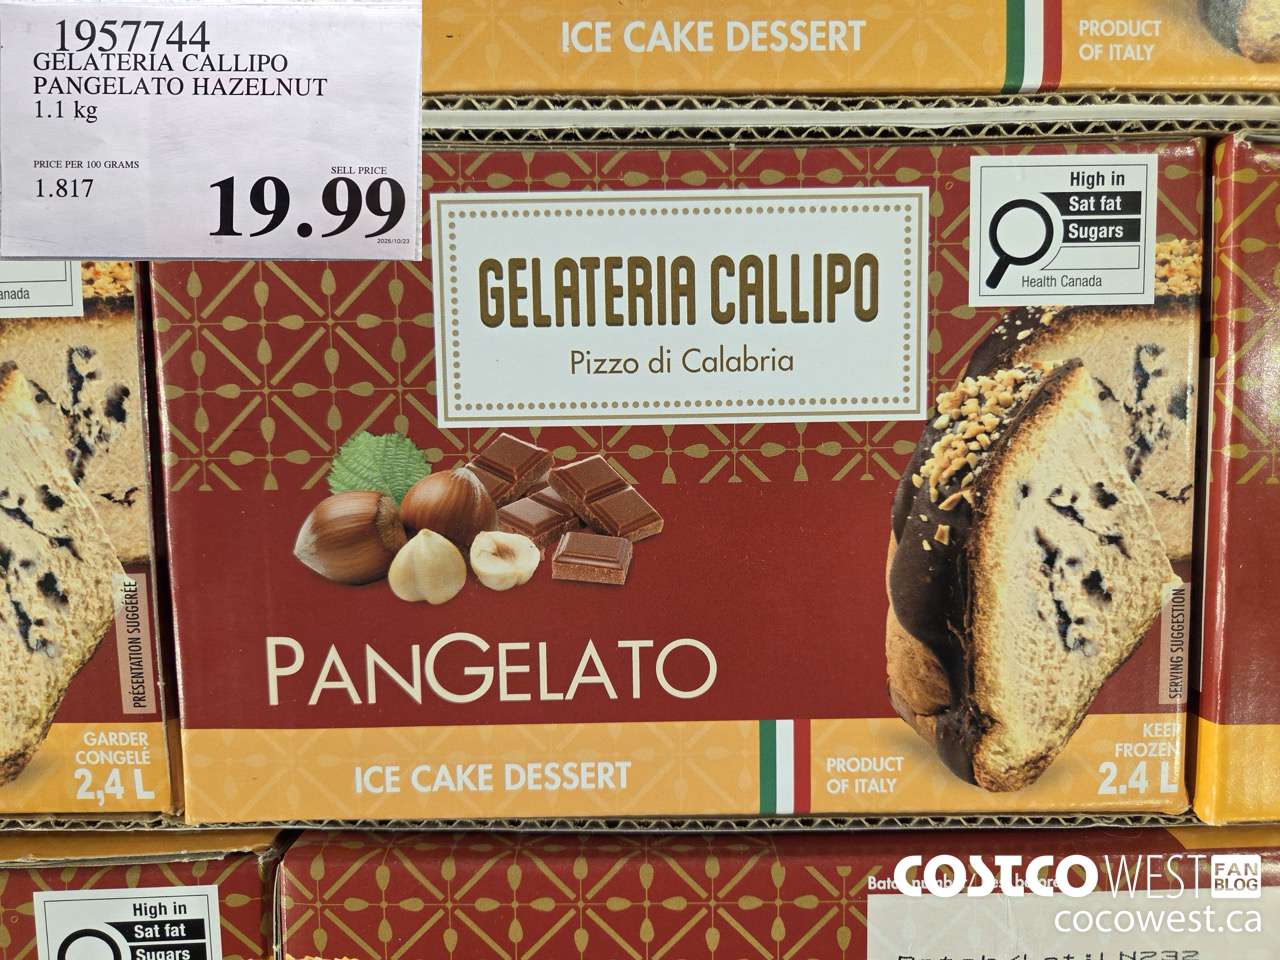 1957744
GELATERIA CALLIPO
PANGELATO HAZELNUT
1.1 kg
PRICE PER 100 GRAMS
1.817
SELL PRICE
19.99
2025/10/23
ICE CAKE DESSERT
PRODUCT
OF ITALY
High in
Sat fat
Sugars
Health Canada
GELATERIA CALLIPO
Pizzo di Calabria
anada
PRÉSENTATION SUGGÉRÉE
GARDER
CONGELÉ
2,4 L
PANGELATO
ICE CAKE DESSERT
PRODUCT
OF ITALY
SERVING SUGGESTION
KEEP
FROZEN
2.4 L
High in
Sat fat
Sugars
COSTCO WEST FAN
BLOG
cocowest.ca